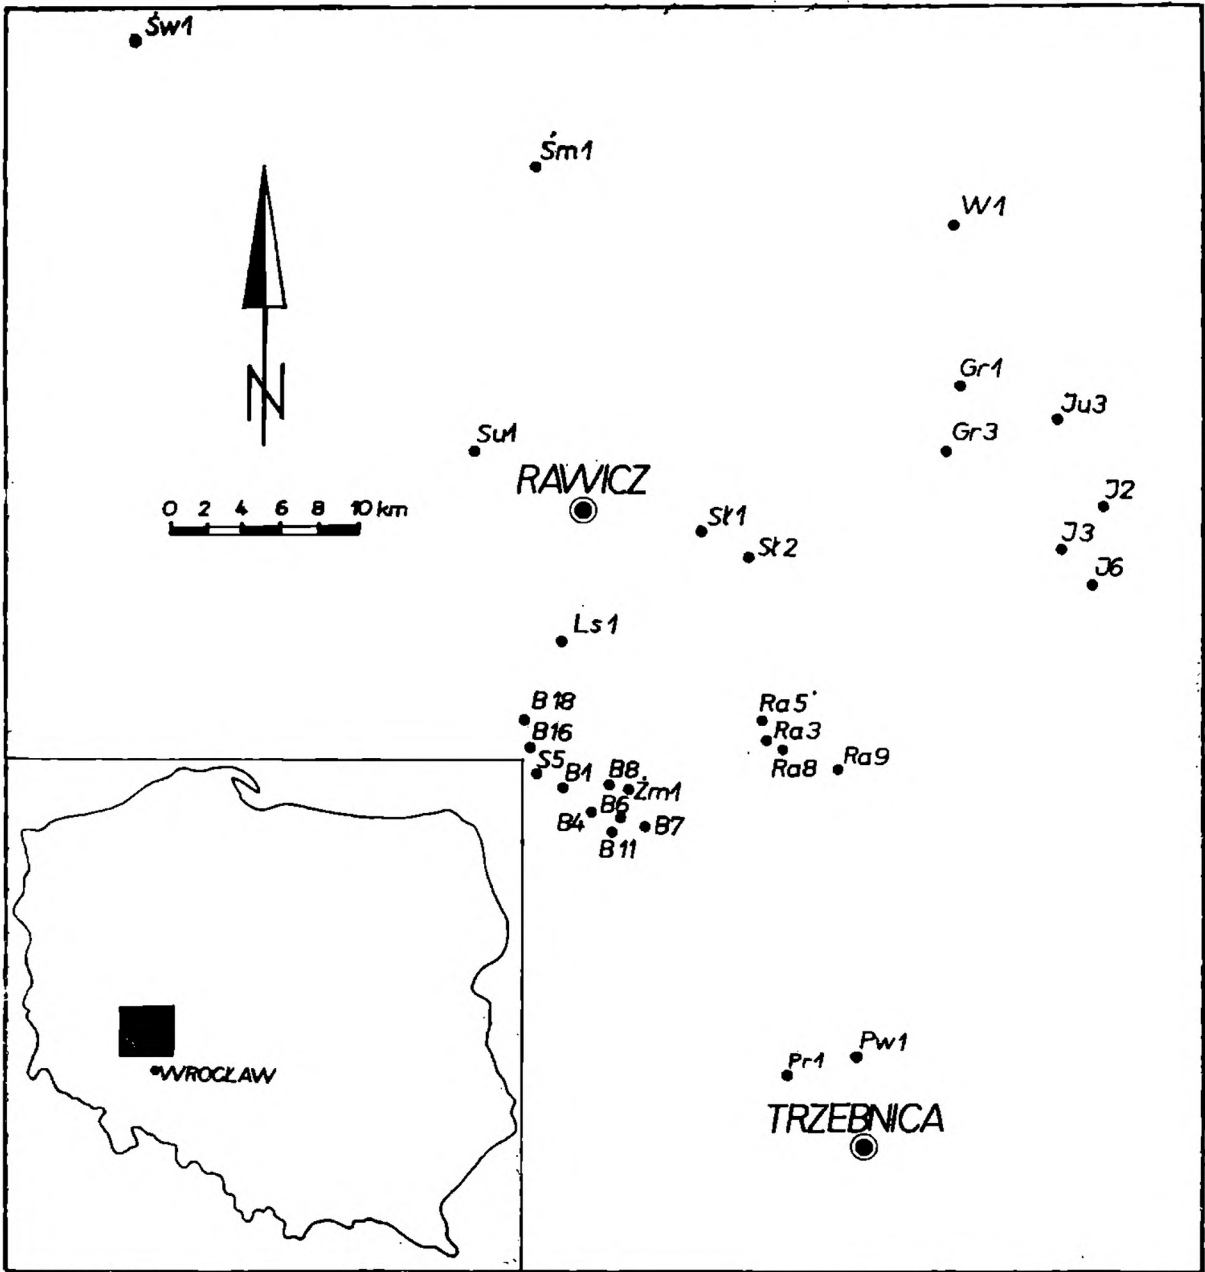 Św1
Śm1
W1
Gr1
Ju3
Gr3
Su1
N
RAWICZ
0 2 4 6 8 10 km
J2
Sł1
J3
Sł2
J6
Ls1
B18
Ra5
B16
Ra3
S5
B1
B8
Żm1
Ra8
Ra9
B6
B4
B7
B11
Pw1
Pr1
WROCŁAW
TRZEBNICA